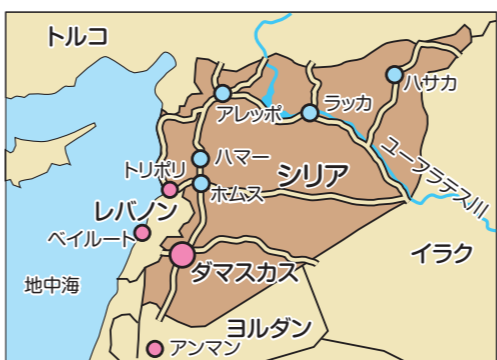 トルコ
ハサカ
アレッポ
ラッカ
ハマー
トリポリ
シリア
ユーフラテス川
ホムス
レバノン
ベイルート
イラク
ダマスカス
地中海
ヨルダン
アンマン